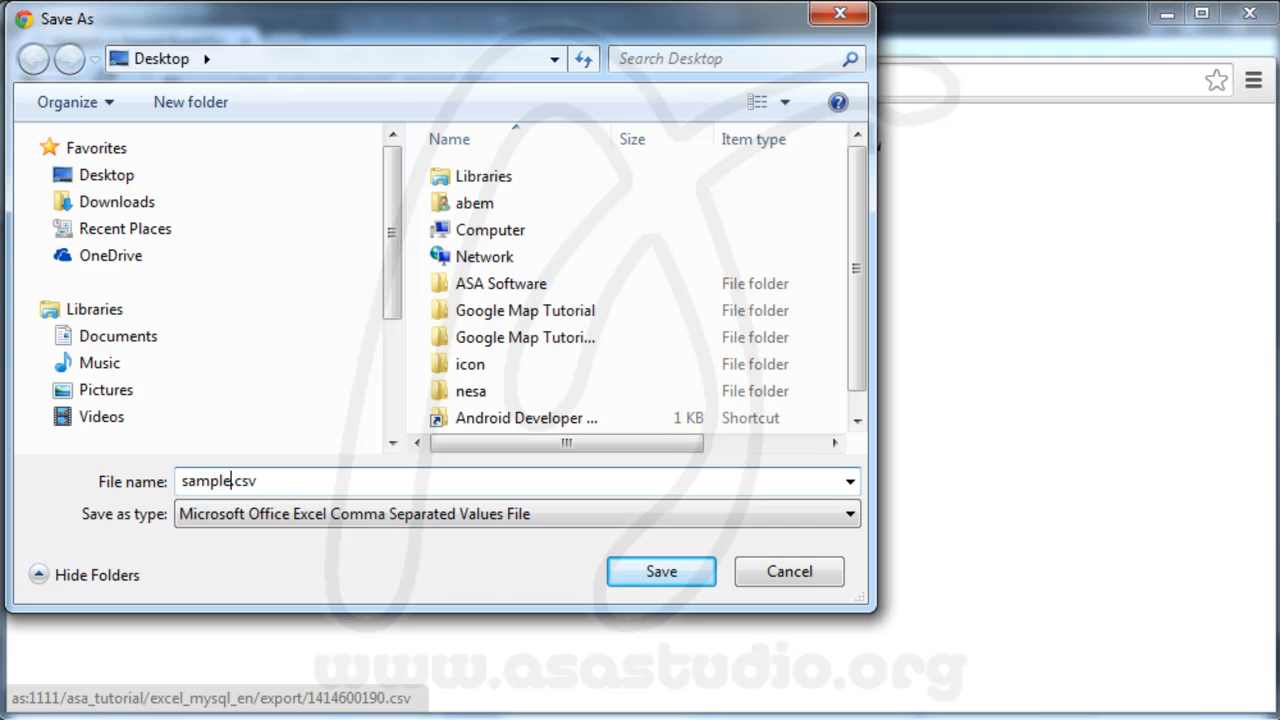 Save As
Desktop
Search Desktop
Organize
New folder
Favorites
Desktop
Downloads
Recent Places
OneDrive
Libraries
Documents
Music
Pictures
Videos
Name Size Item type
Libraries
abem
Computer
Network
ASA Software File folder
Google Map Tutorial File folder
Google Map Tutori... File folder
icon File folder
nesa File folder
Android Developer ... 1 KB Shortcut
File name: sample.csv
Save as type: Microsoft Office Excel Comma Separated Values File
Hide Folders
Save
Cancel
www.asastudio.org
as:1111/asa_tutorial/excel_mysql_en/export/1414600190.csv